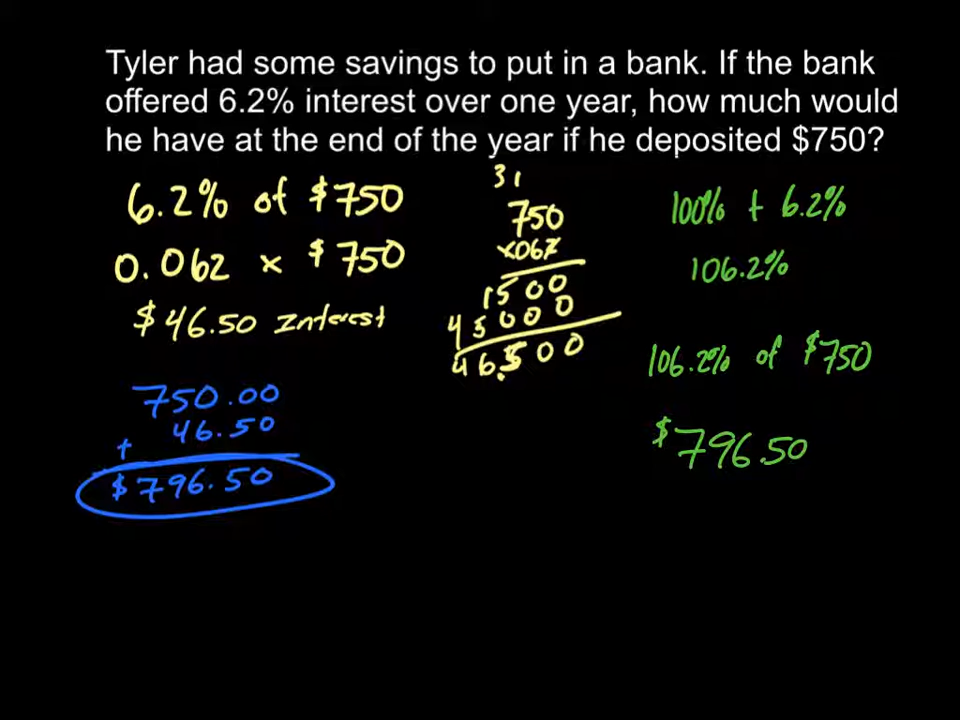 Tyler had some savings to put in a bank. If the bank
offered 6.2% interest over one year, how much would
he have at the end of the year if he deposited $750?
6.2% of $750
0.062 x $750
$46.50 Interest
31
750
x062
1500
45000
46.500
750.00
+ 46.50
$796.50
100% + 6.2%
106.2%
106.2% of $750
$796.50